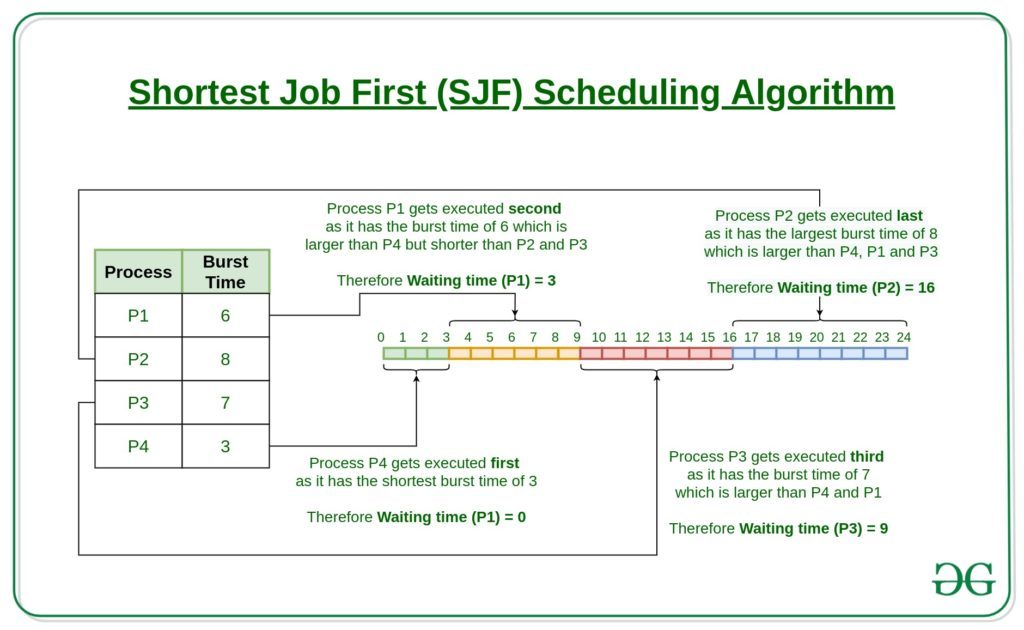 Shortest Job First (SJF) Scheduling Algorithm
Process P1 gets executed second
as it has the burst time of 6 which is
larger than P4 but shorter than P2 and P3
Therefore Waiting time (P1) = 3
Process P2 gets executed last
as it has the largest burst time of 8
which is larger than P4, P1 and P3
Therefore Waiting time (P2) = 16
Process Burst Time
P1 6
P2 8
P3 7
P4 3
0 1 2 3 4 5 6 7 8 9 10 11 12 13 14 15 16 17 18 19 20 21 22 23 24
Process P4 gets executed first
as it has the shortest burst time of 3
Therefore Waiting time (P1) = 0
Process P3 gets executed third
as it has the burst time of 7
which is larger than P4 and P1
Therefore Waiting time (P3) = 9